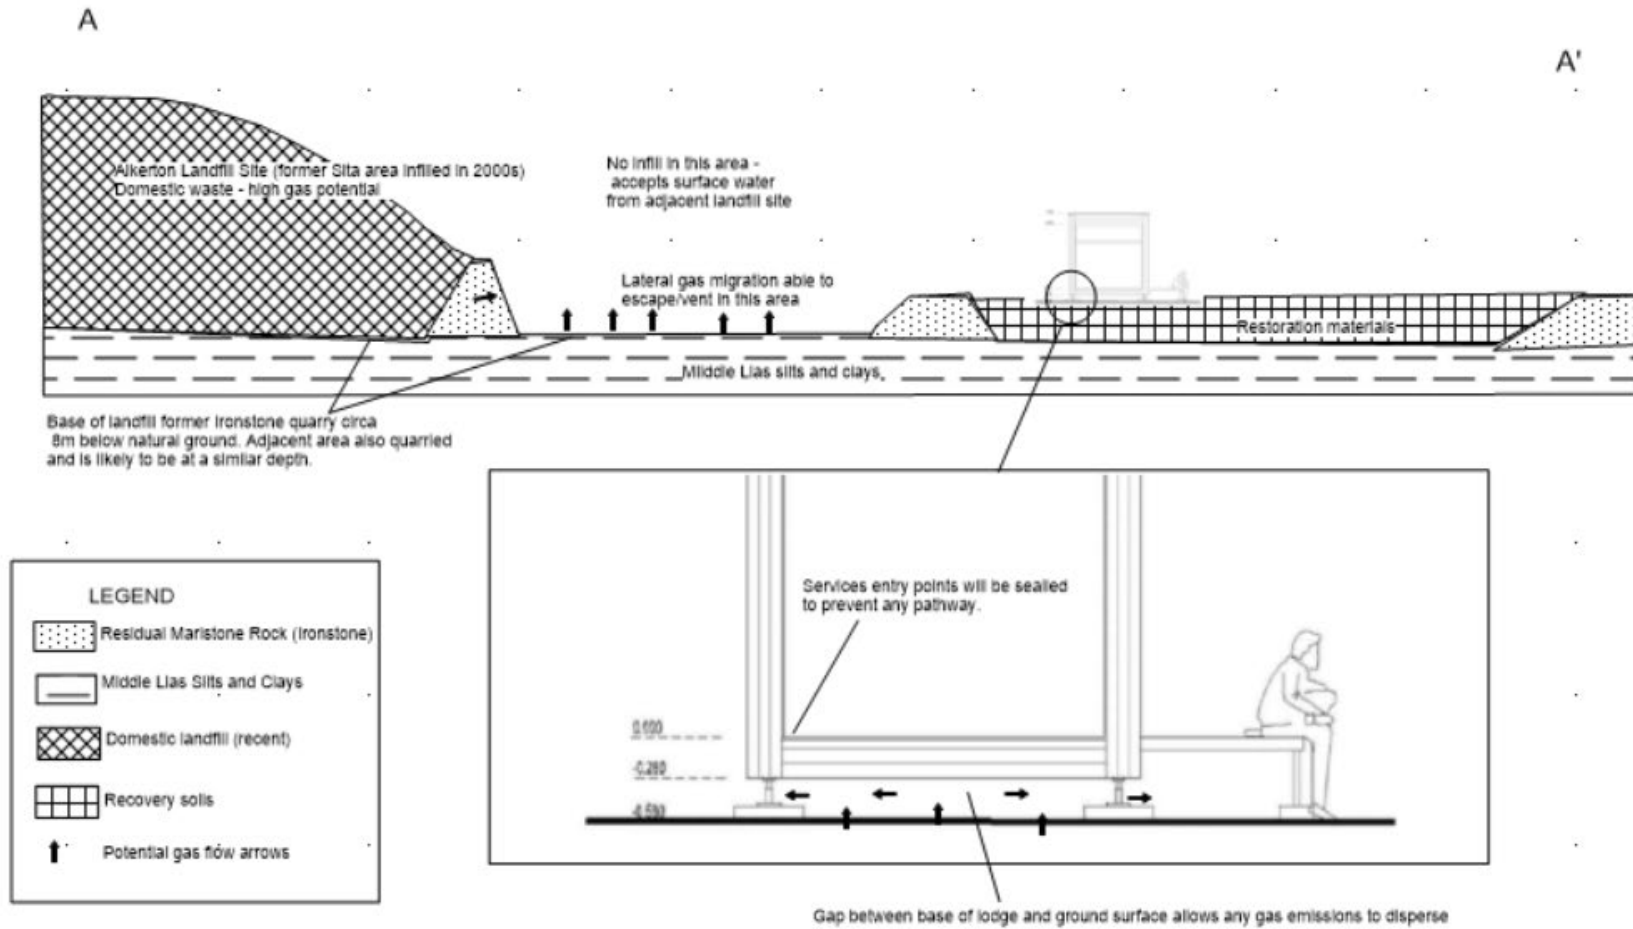 A
A'
Alkerton Landfill Site (former Sita area infilled in 2000s)
Domestic waste - high gas potential
No infill in this area -
accepts surface water
from adjacent landfill site
Lateral gas migration able to
escape/vent in this area
Restoration materials
Middle Lias silts and clays,
Base of landfill former ironstone quarry circa
8m below natural ground. Adjacent area also quarried
and is likely to be at a similar depth.
LEGEND
Residual Marlstone Rock (Ironstone)
Middle Lias Silts and Clays
Domestic landfill (recent)
Recovery soils
Potential gas flow arrows
Services entry points will be sealled
to prevent any pathway.
-0.280
Gap between base of lodge and ground surface allows any gas emissions to disperse